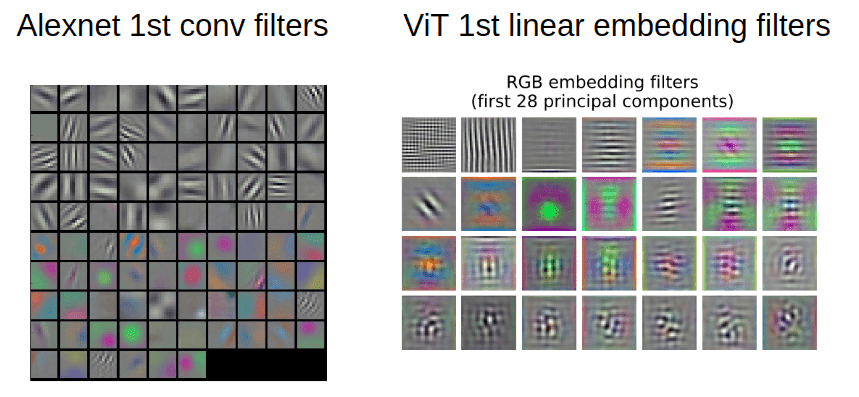 Alexnet 1st conv filters
ViT 1st linear embedding filters
RGB embedding filters
(first 28 principal components)